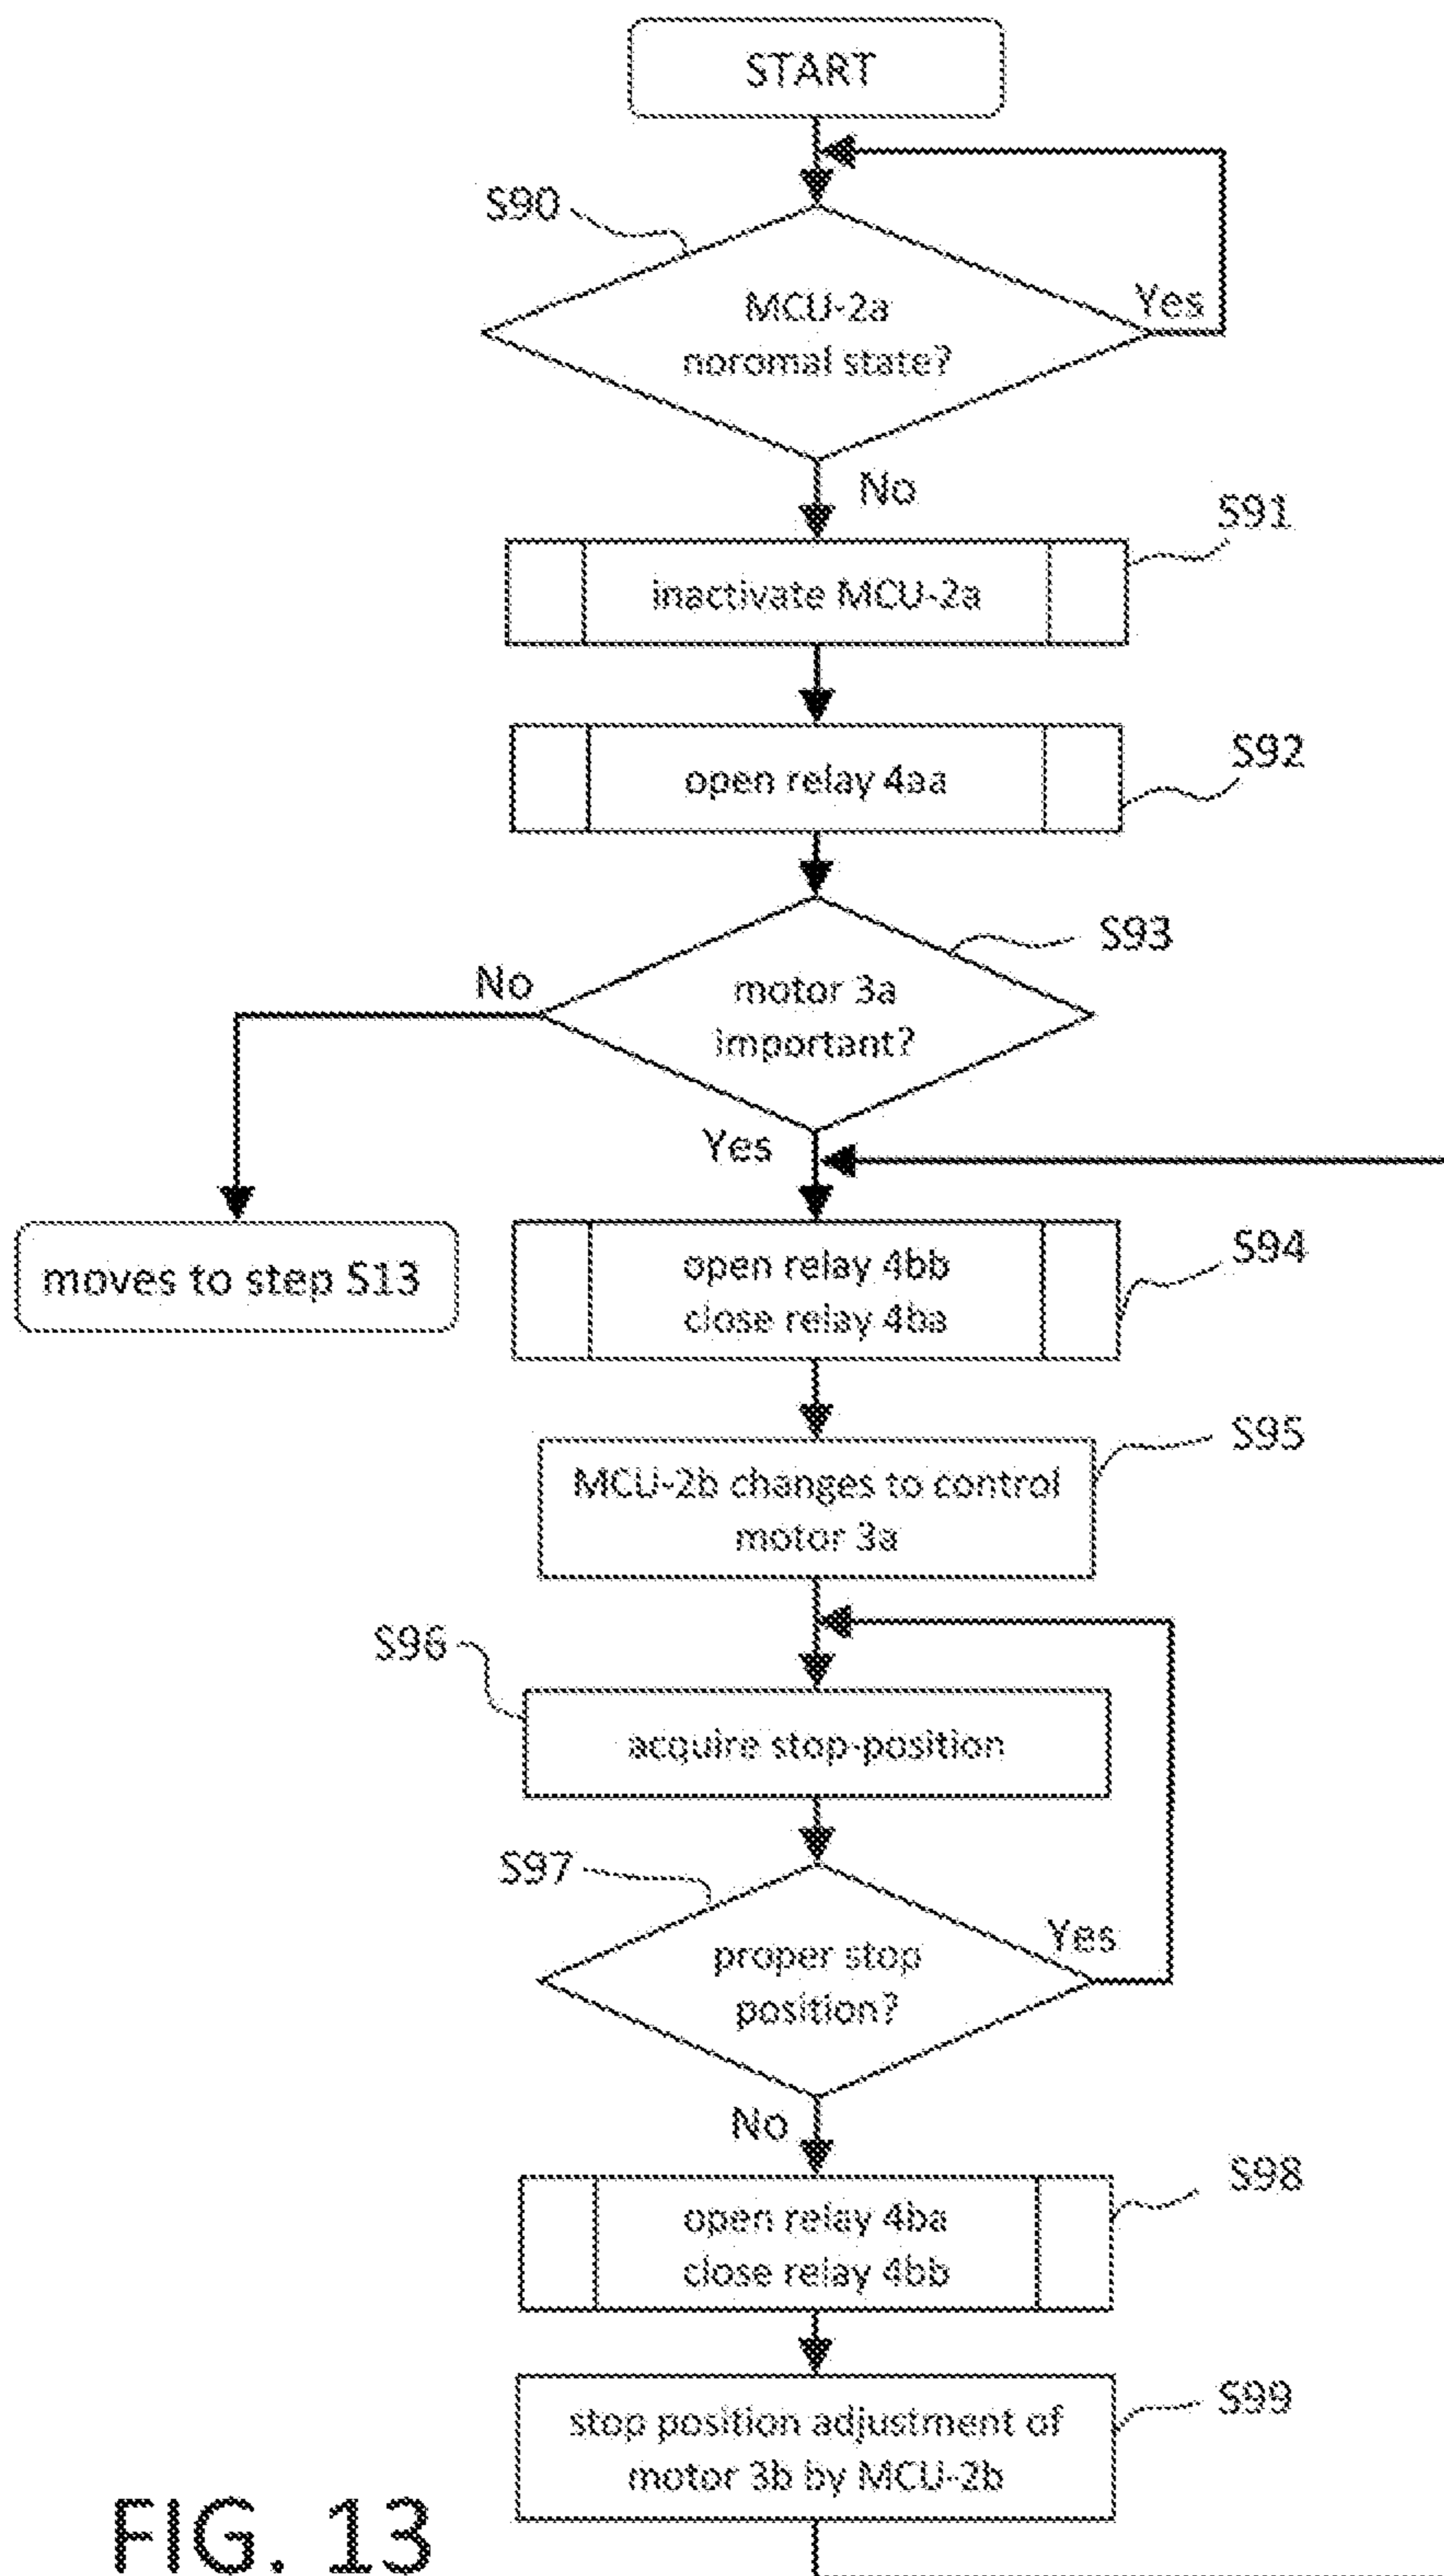 START
S90
MCU-2a
noromal state?
Yes
No
S91
inactivate MCU-2a
S92
open relay 4aa
S93
No
motor 3a
important?
Yes
moves to step S13
S94
open relay 4bb
close relay 4ba
S95
MCU-2b changes to control
motor 3a
S96
acquire stop-position
S97
Yes
proper stop
position?
No
S98
open relay 4ba
close relay 4bb
S99
stop position adjustment of
motor 3b by MCU-2b
FIG. 13